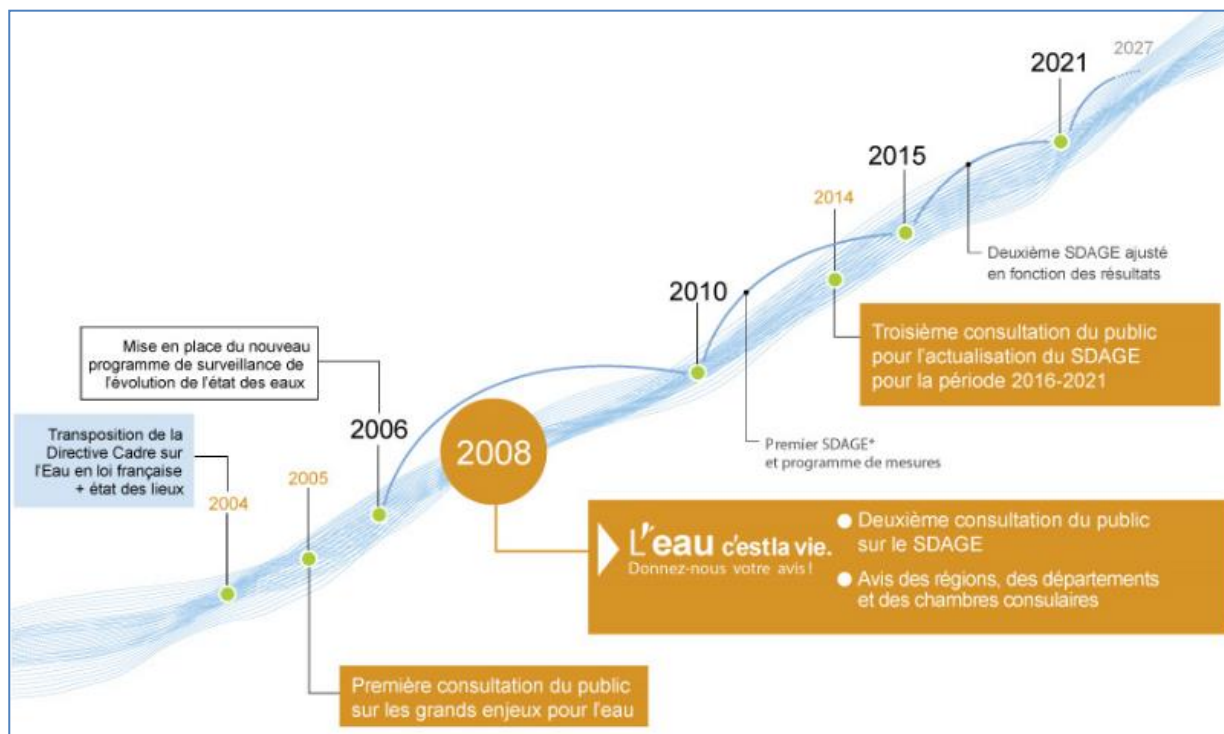 2027
2021
2015
2014
Deuxième SDAGE ajusté
en fonction des résultats
2010
Troisième consultation du public
pour l'actualisation du SDAGE
pour la période 2016-2021
Mise en place du nouveau
programme de surveillance de
l'évolution de l'état des eaux
Premier SDAGE*
et programme de mesures
2006
2008
Transposition de la
Directive Cadre sur
l'Eau en loi française
+ état des lieux
2004
2005
L'eau c'est la vie.
Donnez-nous votre avis !
Deuxième consultation du public
sur le SDAGE
Avis des régions, des départements
et des chambres consulaires
Première consultation du public
sur les grands enjeux pour l'eau